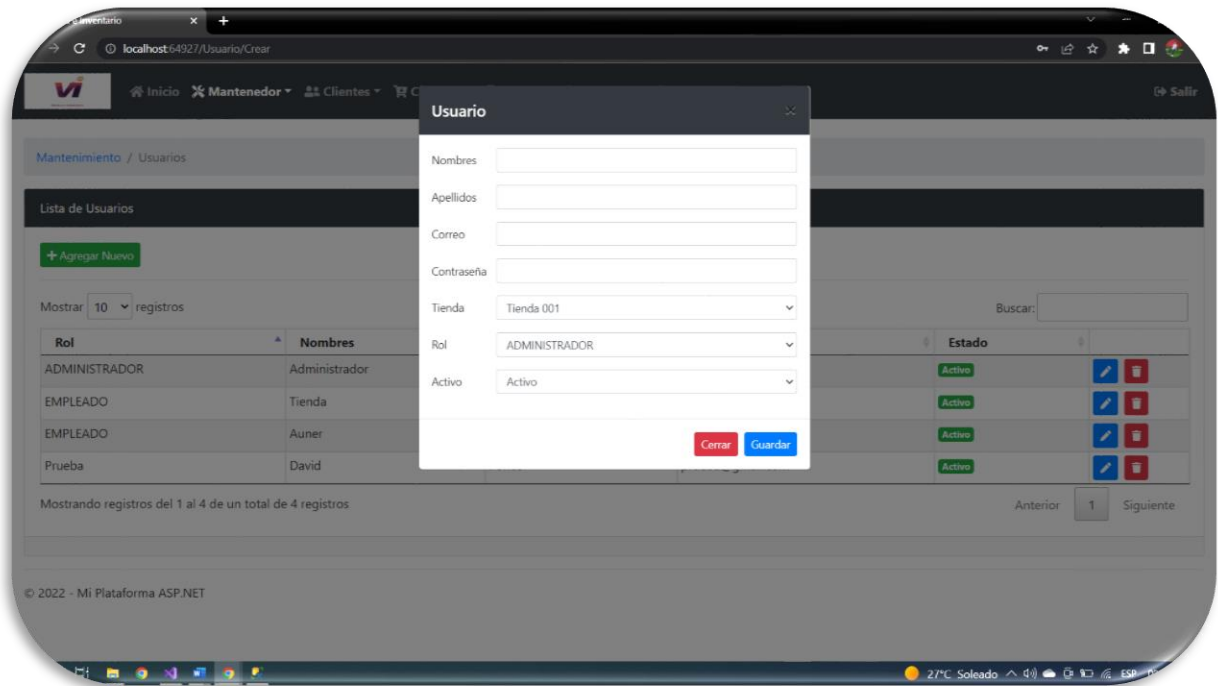 e inventario
localhost:64927/Usuario/Crear
Vi
Inicio Mantenedor Clientes
Salir
Usuario
Mantenimiento / Usuarios
Lista de Usuarios
Agregar Nuevo
Mostrar 10 registros
Buscar:
Nombres
Apellidos
Correo
Contraseña
Tienda Tienda 001
Rol ADMINISTRADOR
Activo Activo
Cerrar Guardar
Rol Nombres Estado
ADMINISTRADOR Administrador Activo
EMPLEADO Tienda Activo
EMPLEADO Auner Activo
Prueba David Activo
Mostrando registros del 1 al 4 de un total de 4 registros
Anterior 1 Siguiente
© 2022 - Mi Plataforma ASP.NET
27°C Soleado ESP